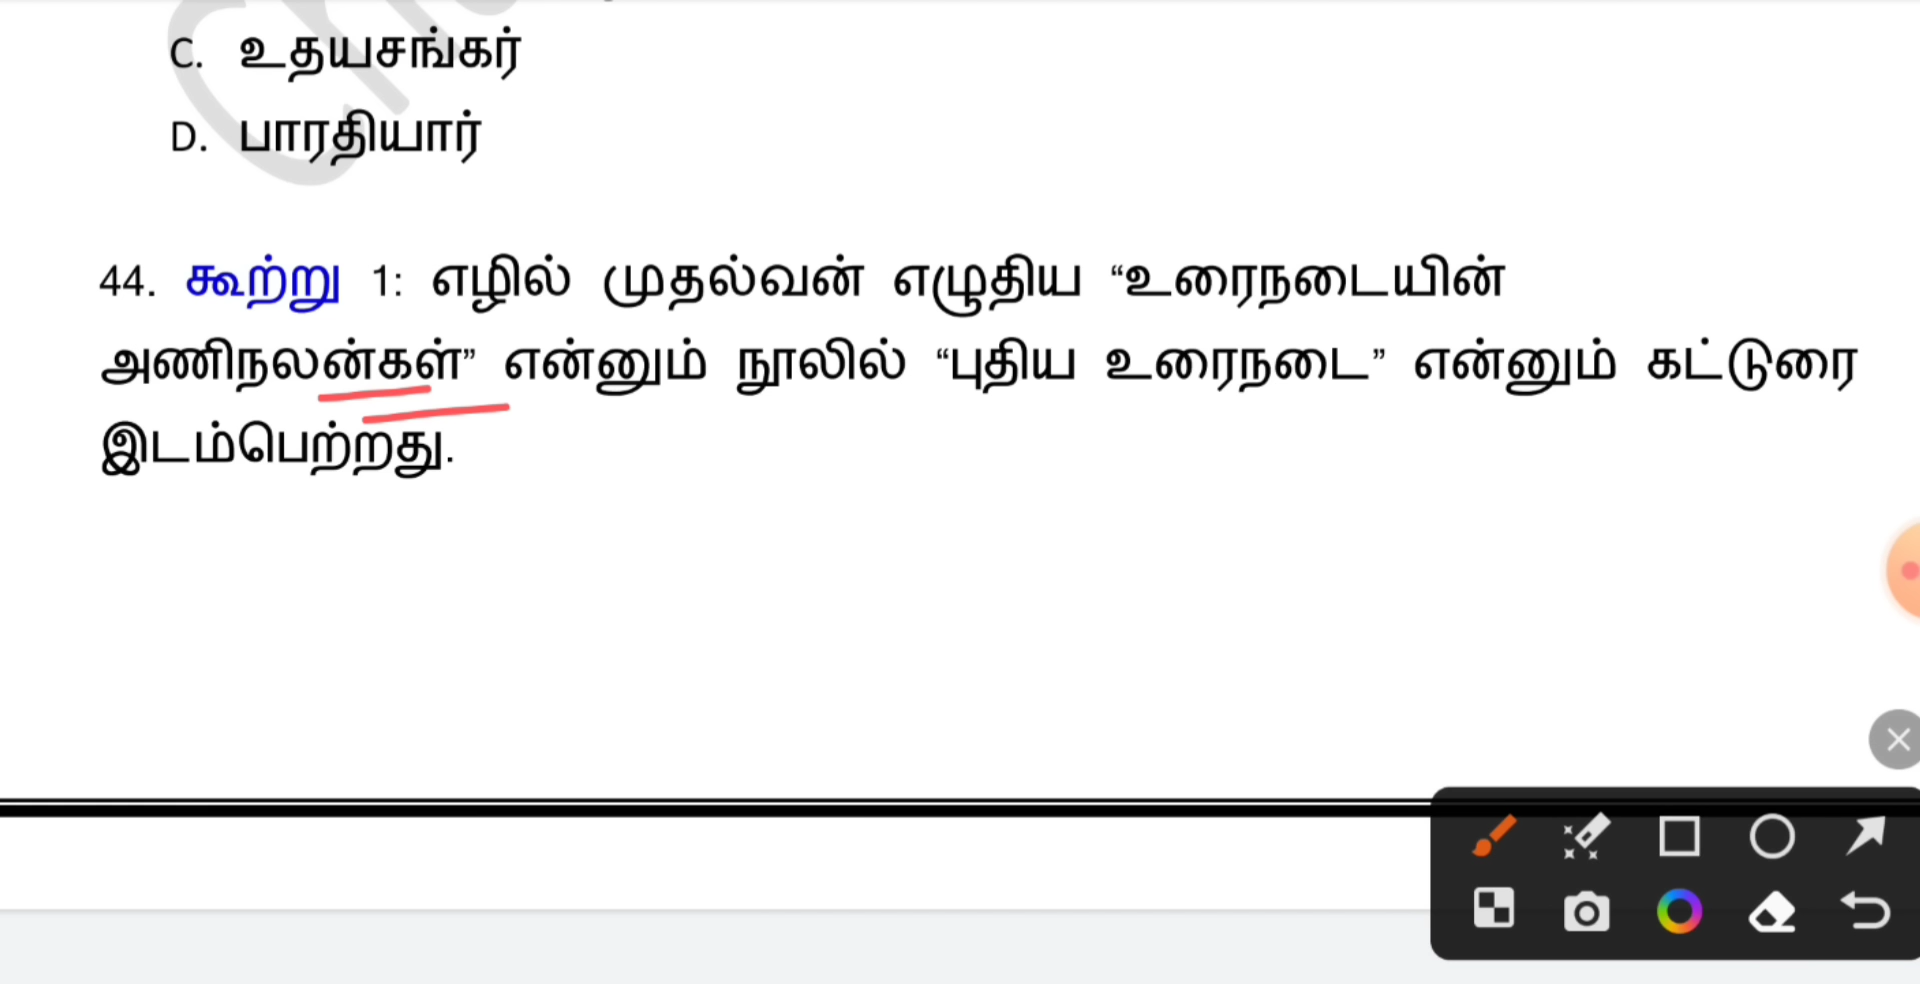 C. உதயசங்கர்
D. பாரதியார்
44. கூற்று 1: எழில் முதல்வன் எழுதிய “உரைநடையின்
அணிநலன்கள்” என்னும் நூலில் “புதிய உரைநடை” என்னும் கட்டுரை
இடம்பெற்றது.